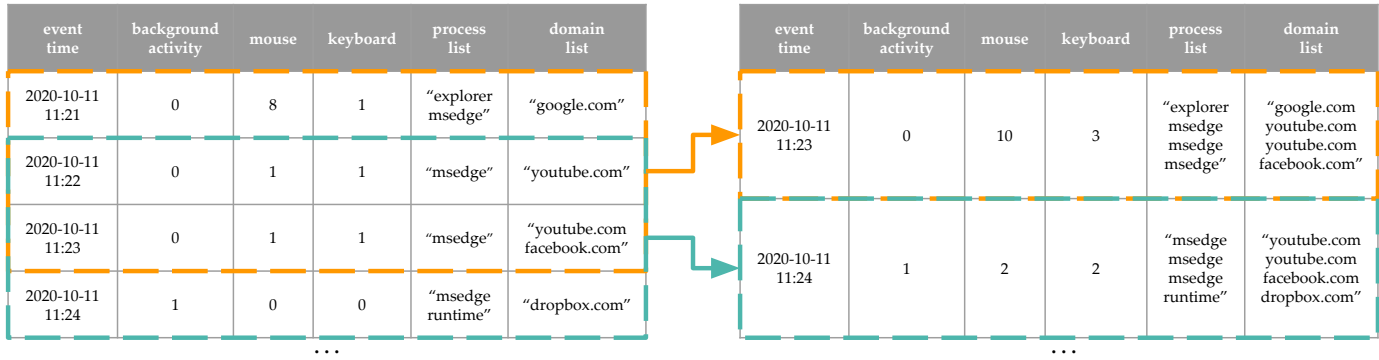 event time background activity mouse keyboard process list domain list
2020-10-11 11:21 0 8 1 “explorer msedge” “google.com”
2020-10-11 11:22 0 1 1 “msedge” “youtube.com”
2020-10-11 11:23 0 1 1 “msedge” “youtube.com facebook.com”
2020-10-11 11:24 1 0 0 “msedge runtime” “dropbox.com”
...
event time background activity mouse keyboard process list domain list
2020-10-11 11:23 0 10 3 “explorer msedge msedge msedge” “google.com youtube.com youtube.com facebook.com”
2020-10-11 11:24 1 2 2 “msedge msedge msedge runtime” “youtube.com youtube.com facebook.com dropbox.com”
...